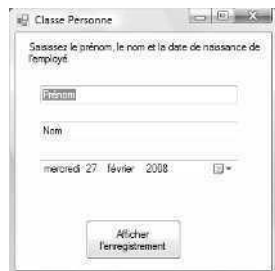 Classe Personne
Saisissez le prénom, le nom et la date de naissance de
l'employé.
Prénom
Nom
mercredi 27 février 2008
Afficher
l'enregistrement